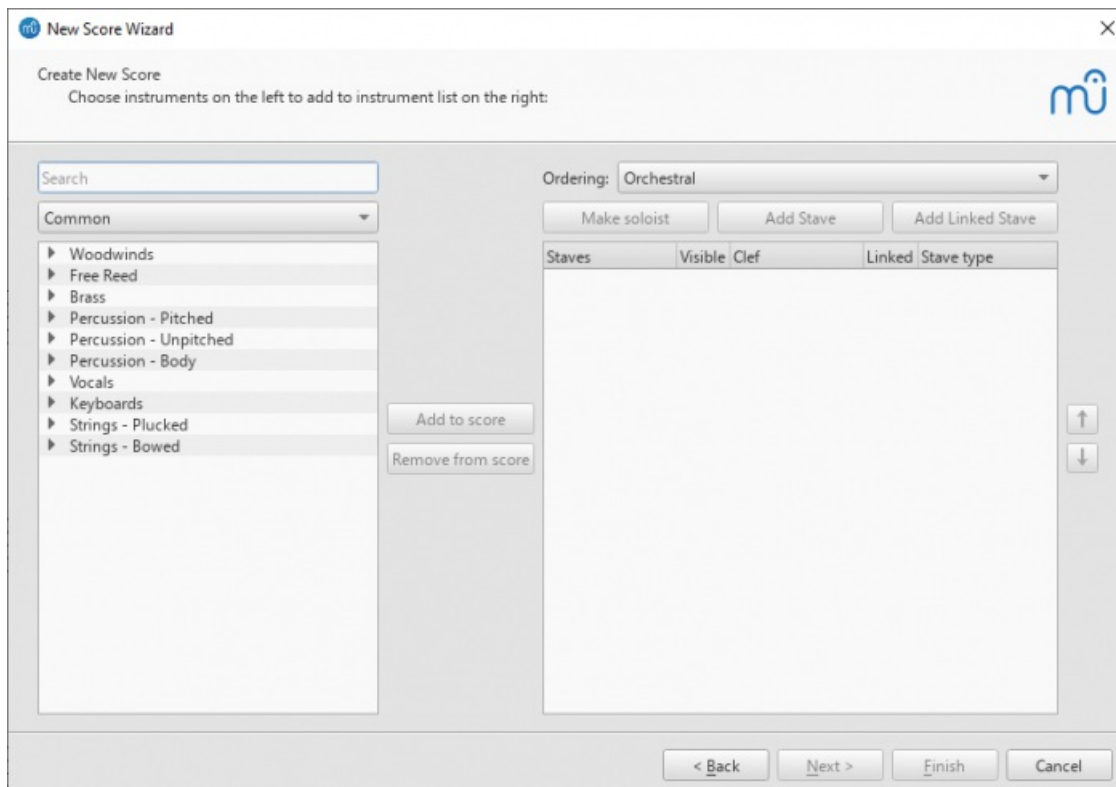 New Score Wizard
Create New Score
Choose instruments on the left to add to instrument list on the right:
Search
Common
Woodwinds
Free Reed
Brass
Percussion - Pitched
Percussion - Unpitched
Percussion - Body
Vocals
Keyboards
Strings - Plucked
Strings - Bowed
Add to score
Remove from score
Ordering: Orchestral
Make soloist Add Stave Add Linked Stave
Staves Visible Clef Linked Stave type
< Back Next > Finish Cancel